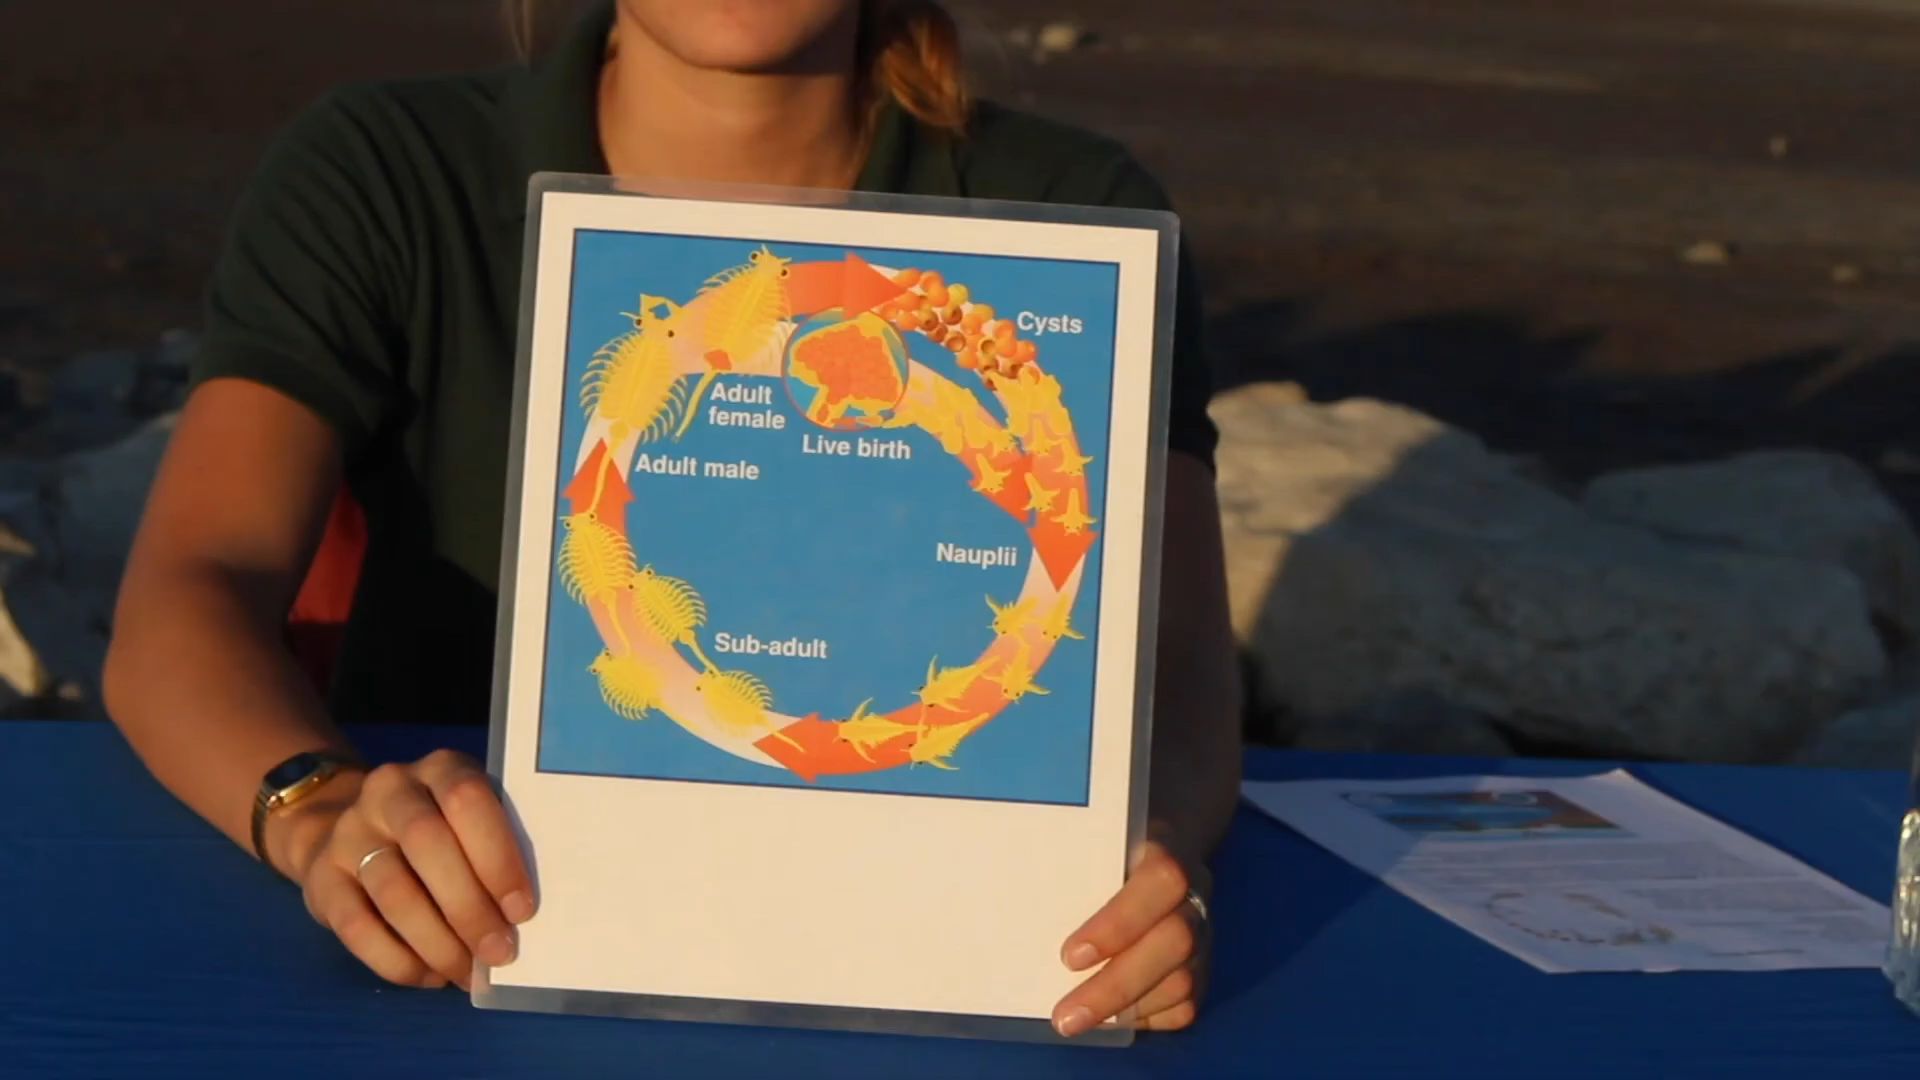 Cysts
Adult
female
Live birth
Adult male
Nauplii
Sub-adult